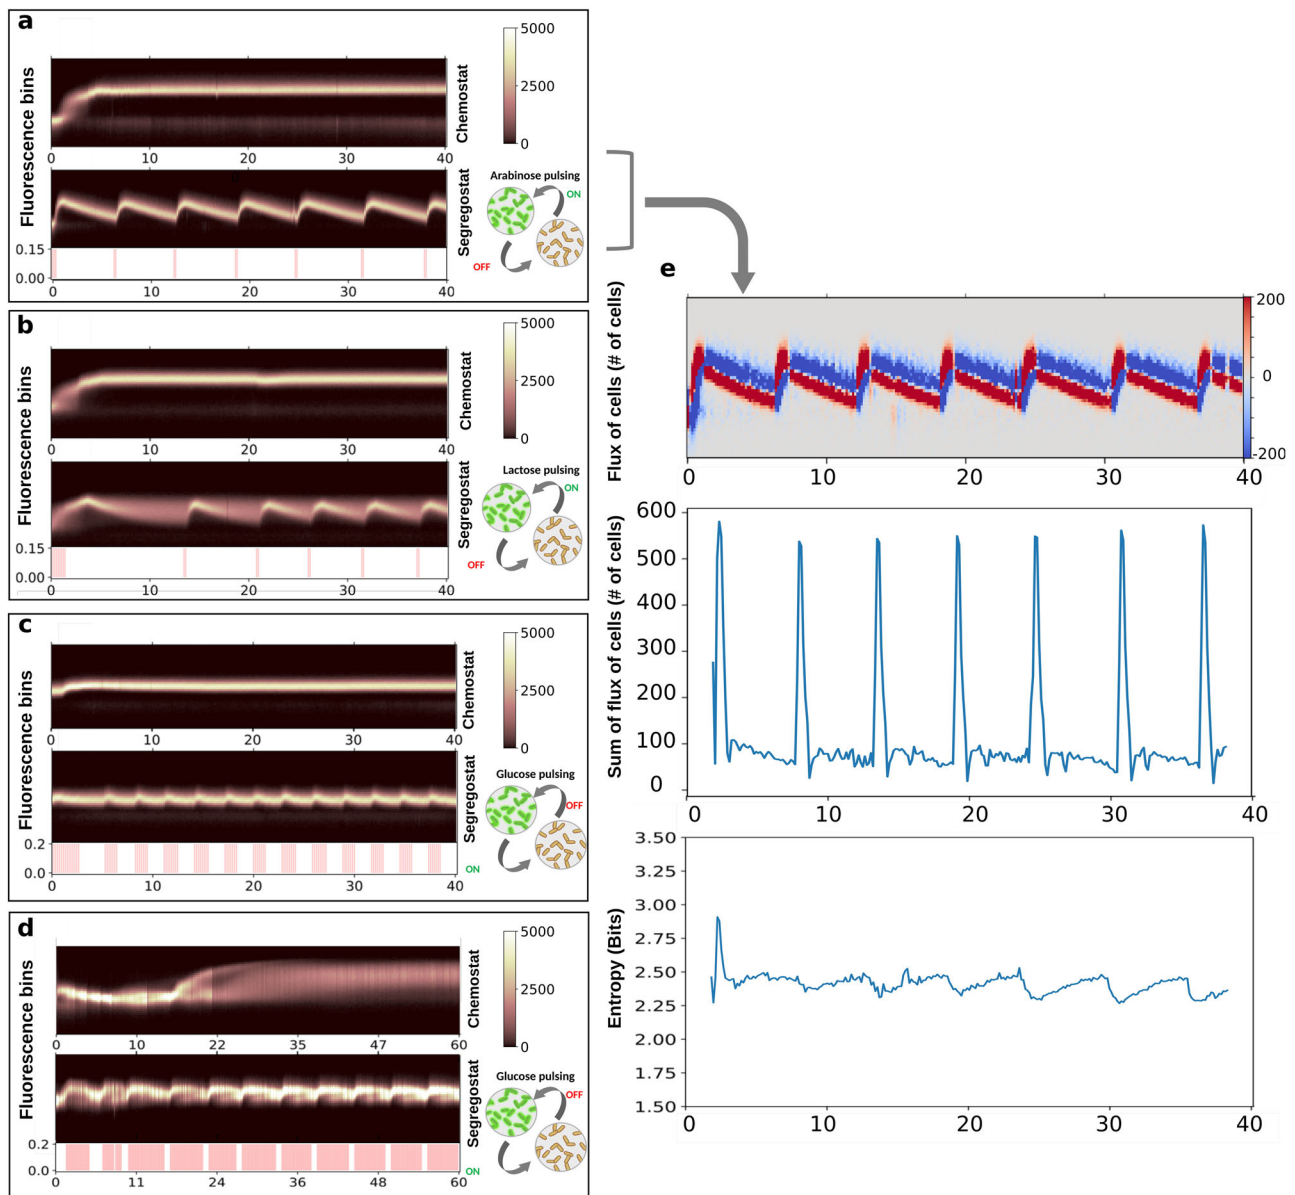 a
Fluorescence bins
Chemostat
5000
2500
0
0 10 20 30 40
Segregostat
Arabinose pulsing
ON
OFF
0.15
0.00
0 10 20 30 40
b
Fluorescence bins
Chemostat
5000
2500
0
0 10 20 30 40
Segregostat
Lactose pulsing
ON
OFF
0.15
0.00
0 10 20 30 40
c
Fluorescence bins
Chemostat
5000
2500
0
0 10 20 30 40
Segregostat
Glucose pulsing
OFF
ON
0.2
0.0
0 10 20 30 40
d
Fluorescence bins
Chemostat
5000
2500
0
0 10 22 35 47 60
Segregostat
Glucose pulsing
OFF
ON
0.2
0.0
0 11 24 36 48 60
e
Flux of cells (# of cells)
200
0
-200
0 10 20 30 40
Sum of flux of cells (# of cells)
600
500
400
300
200
100
0
0 10 20 30 40
Entropy (Bits)
3.50
3.25
3.00
2.75
2.50
2.25
2.00
1.75
1.50
0 10 20 30 40